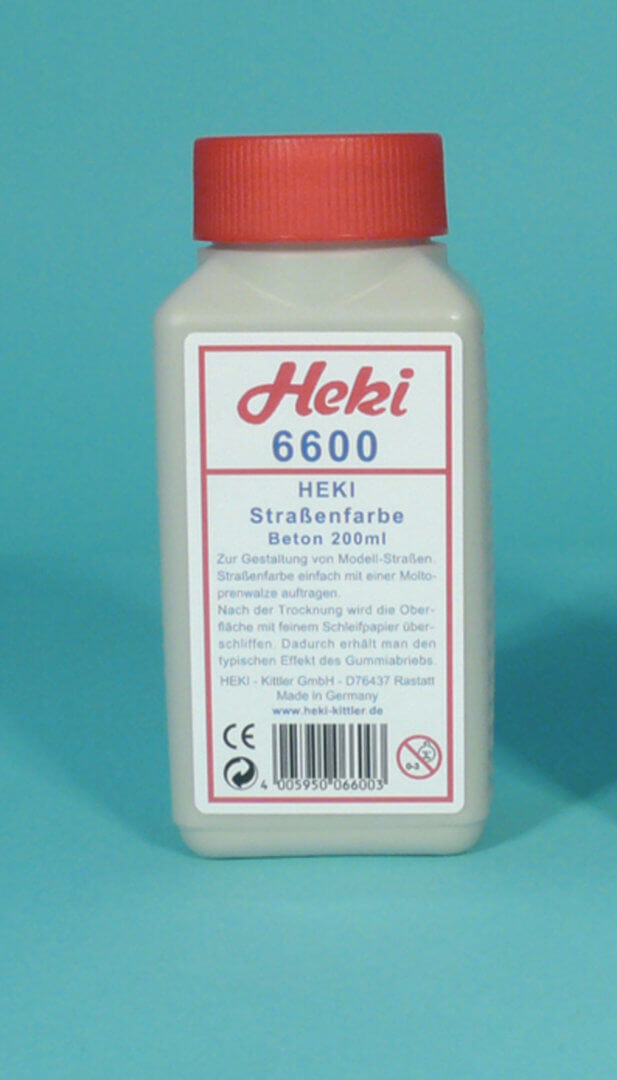 Heki
6600
HEKI
Straßenfarbe
Beton 200ml
Zur Gestaltung von Modell-Straßen.
Straßenfarbe einfach mit einer Molto-
prenwalze auftragen.
Nach der Trocknung wird die Ober-
fläche mit feinem Schleifpapier über-
schliffen. Dadurch erhält man den
typischen Effekt des Gummiabriebs.
HEKI - Kittler GmbH - D76437 Rastatt
Made in Germany
www.heki-kittler.de
CE
0-3
4 005950 066003